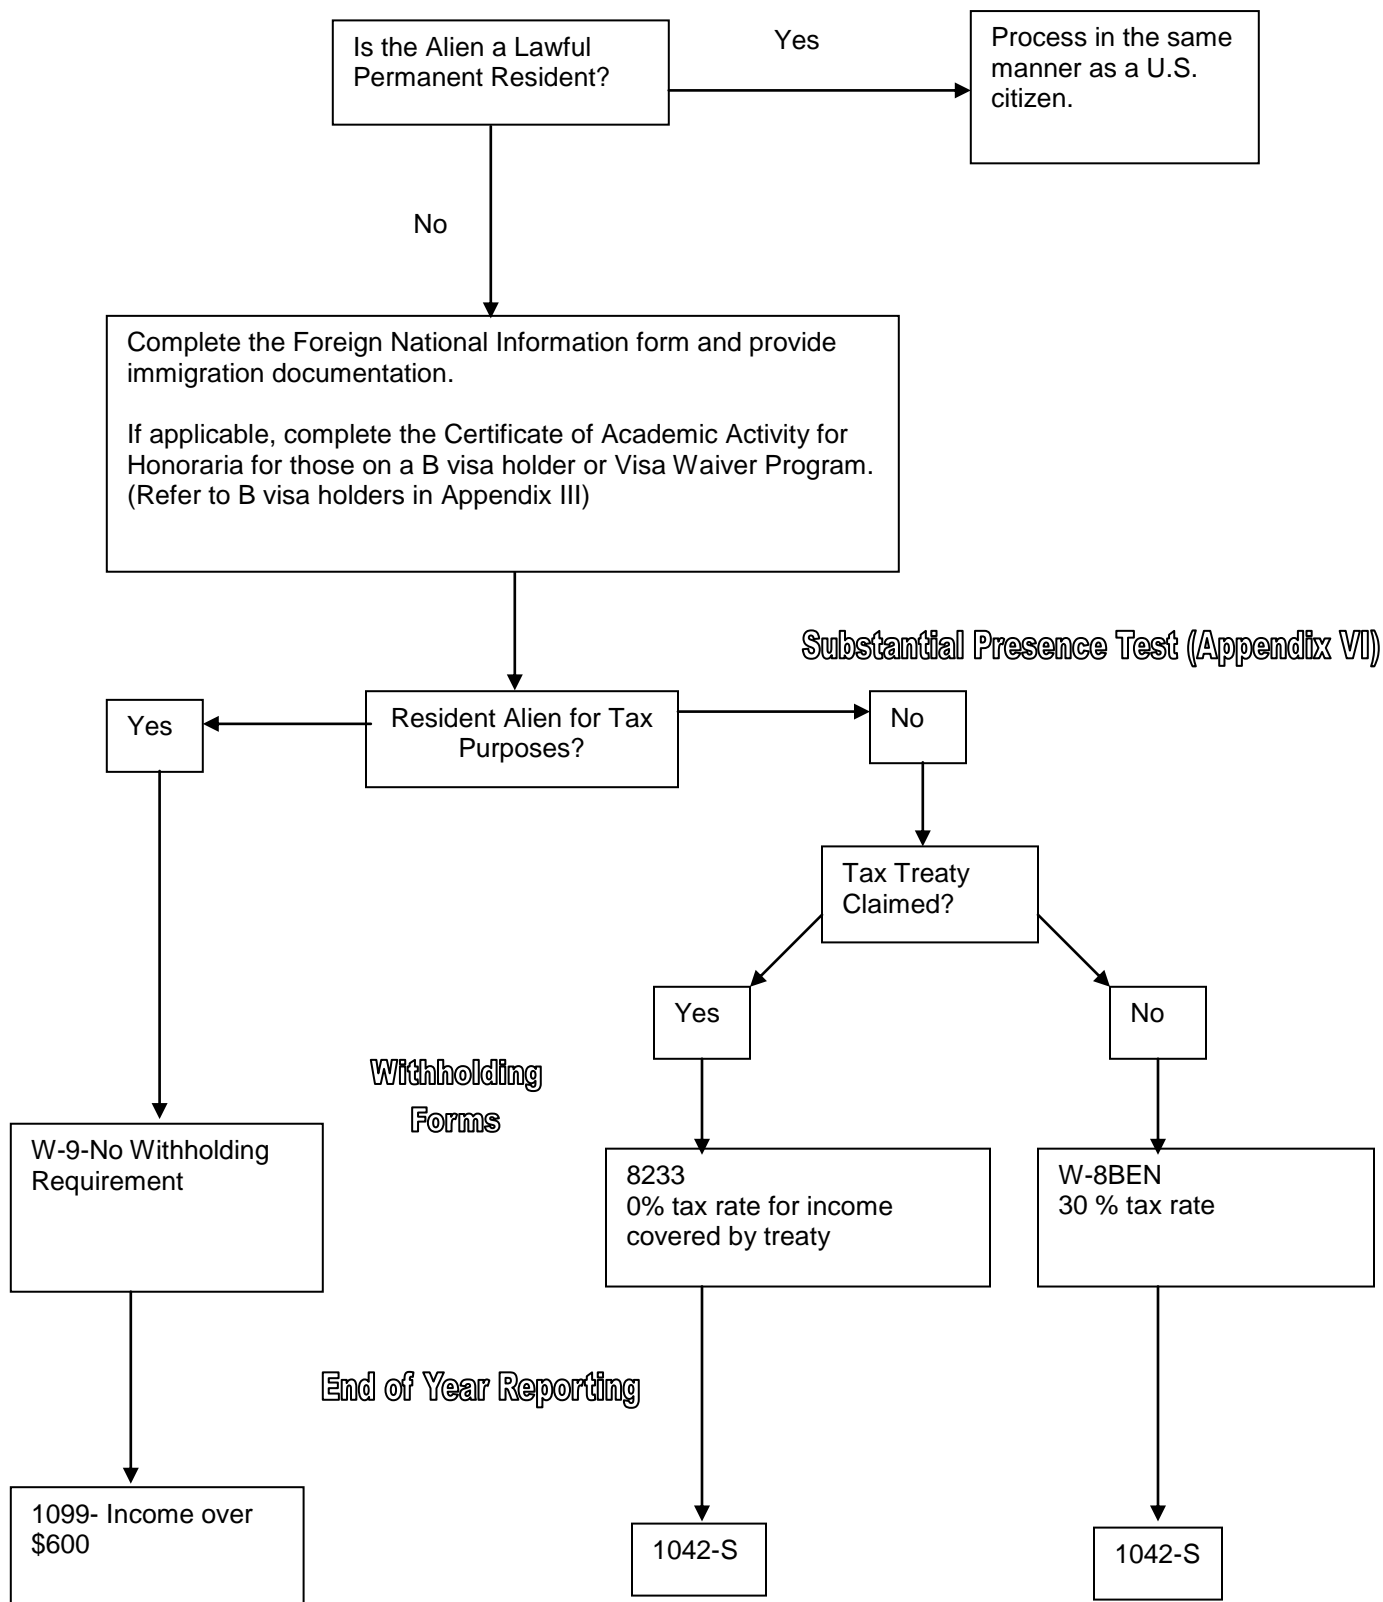 Is the Alien a Lawful
Permanent Resident?
Yes
Process in the same
manner as a U.S.
citizen.
No
Complete the Foreign National Information form and provide
immigration documentation.
If applicable, complete the Certificate of Academic Activity for
Honoraria for those on a B visa holder or Visa Waiver Program.
(Refer to B visa holders in Appendix III)
Substantial Presence Test (Appendix VI)
Yes
Resident Alien for Tax
Purposes?
No
Tax Treaty
Claimed?
Yes
No
Withholding
Forms
W-9-No Withholding
Requirement
8233
0% tax rate for income
covered by treaty
W-8BEN
30 % tax rate
End of Year Reporting
1099- Income over
$600
1042-S
1042-S